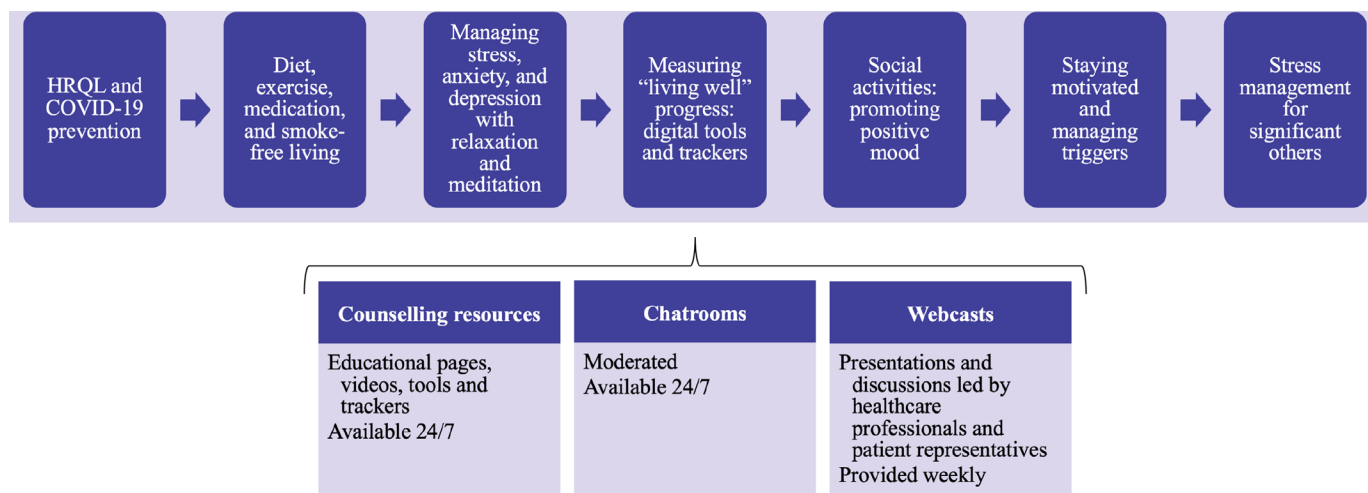 HRQL and
COVID-19
prevention
Diet,
exercise,
medication,
and smoke-
free living
Managing
stress,
anxiety, and
depression
with
relaxation
and
meditation
Measuring
“living well”
progress:
digital tools
and trackers
Social
activities:
promoting
positive
mood
Staying
motivated
and
managing
triggers
Stress
management
for
significant
others
Counselling resources
Educational pages,
videos, tools and
trackers
Available 24/7
Chatrooms
Moderated
Available 24/7
Webcasts
Presentations and
discussions led by
healthcare
professionals and
patient representatives
Provided weekly